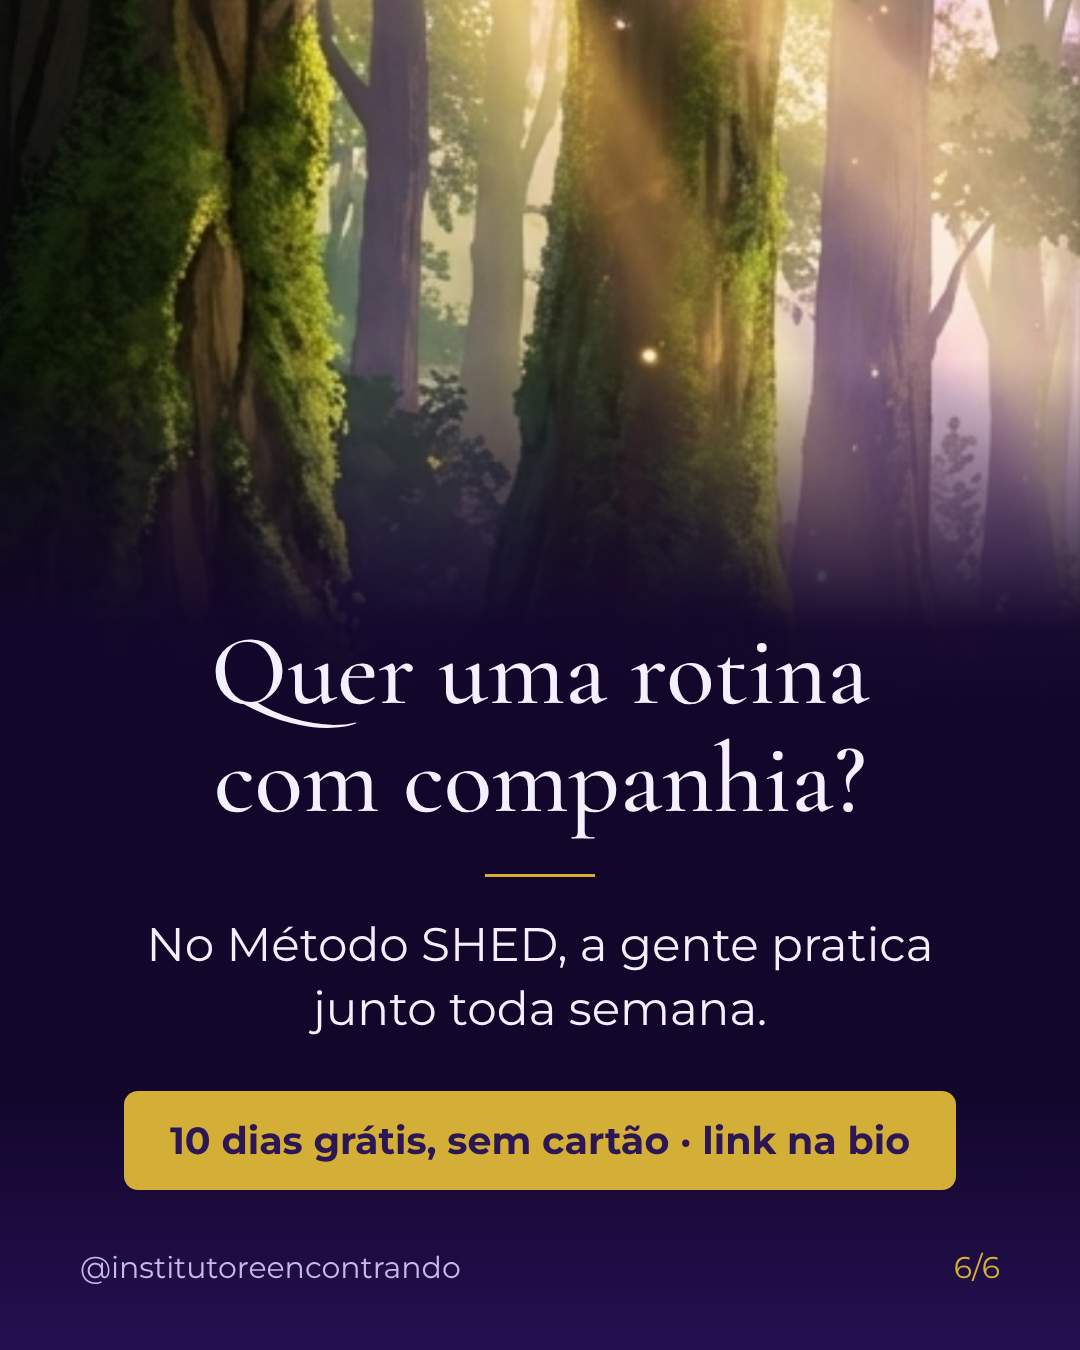 Quer uma rotina
com companhia?
No Método SHED, a gente pratica
junto toda semana.
10 dias grátis, sem cartão · link na bio
@institutoreencontrando
6/6